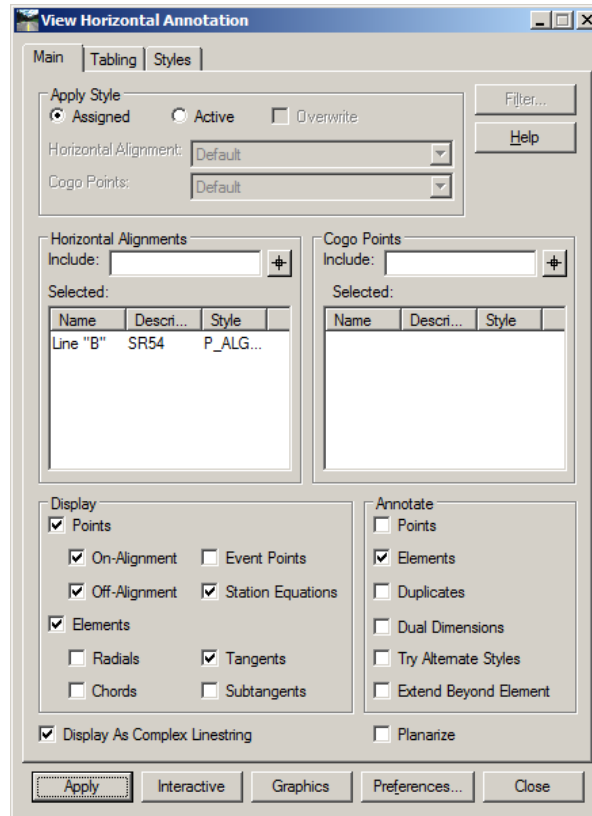 View Horizontal Annotation
Main Tabling Styles
Apply Style
Assigned Active Overwrite
Filter...
Help
Horizontal Alignment: Default
Cogo Points: Default
Horizontal Alignments
Include:
Selected:
Name Descri... Style
Line "B" SR54 P_ALG...
Cogo Points
Include:
Selected:
Name Descri... Style
Display
Points
On-Alignment Event Points
Off-Alignment Station Equations
Elements
Radials Tangents
Chords Subtangents
Annotate
Points
Elements
Duplicates
Dual Dimensions
Try Alternate Styles
Extend Beyond Element
Display As Complex Linestring Planarize
Apply Interactive Graphics Preferences... Close